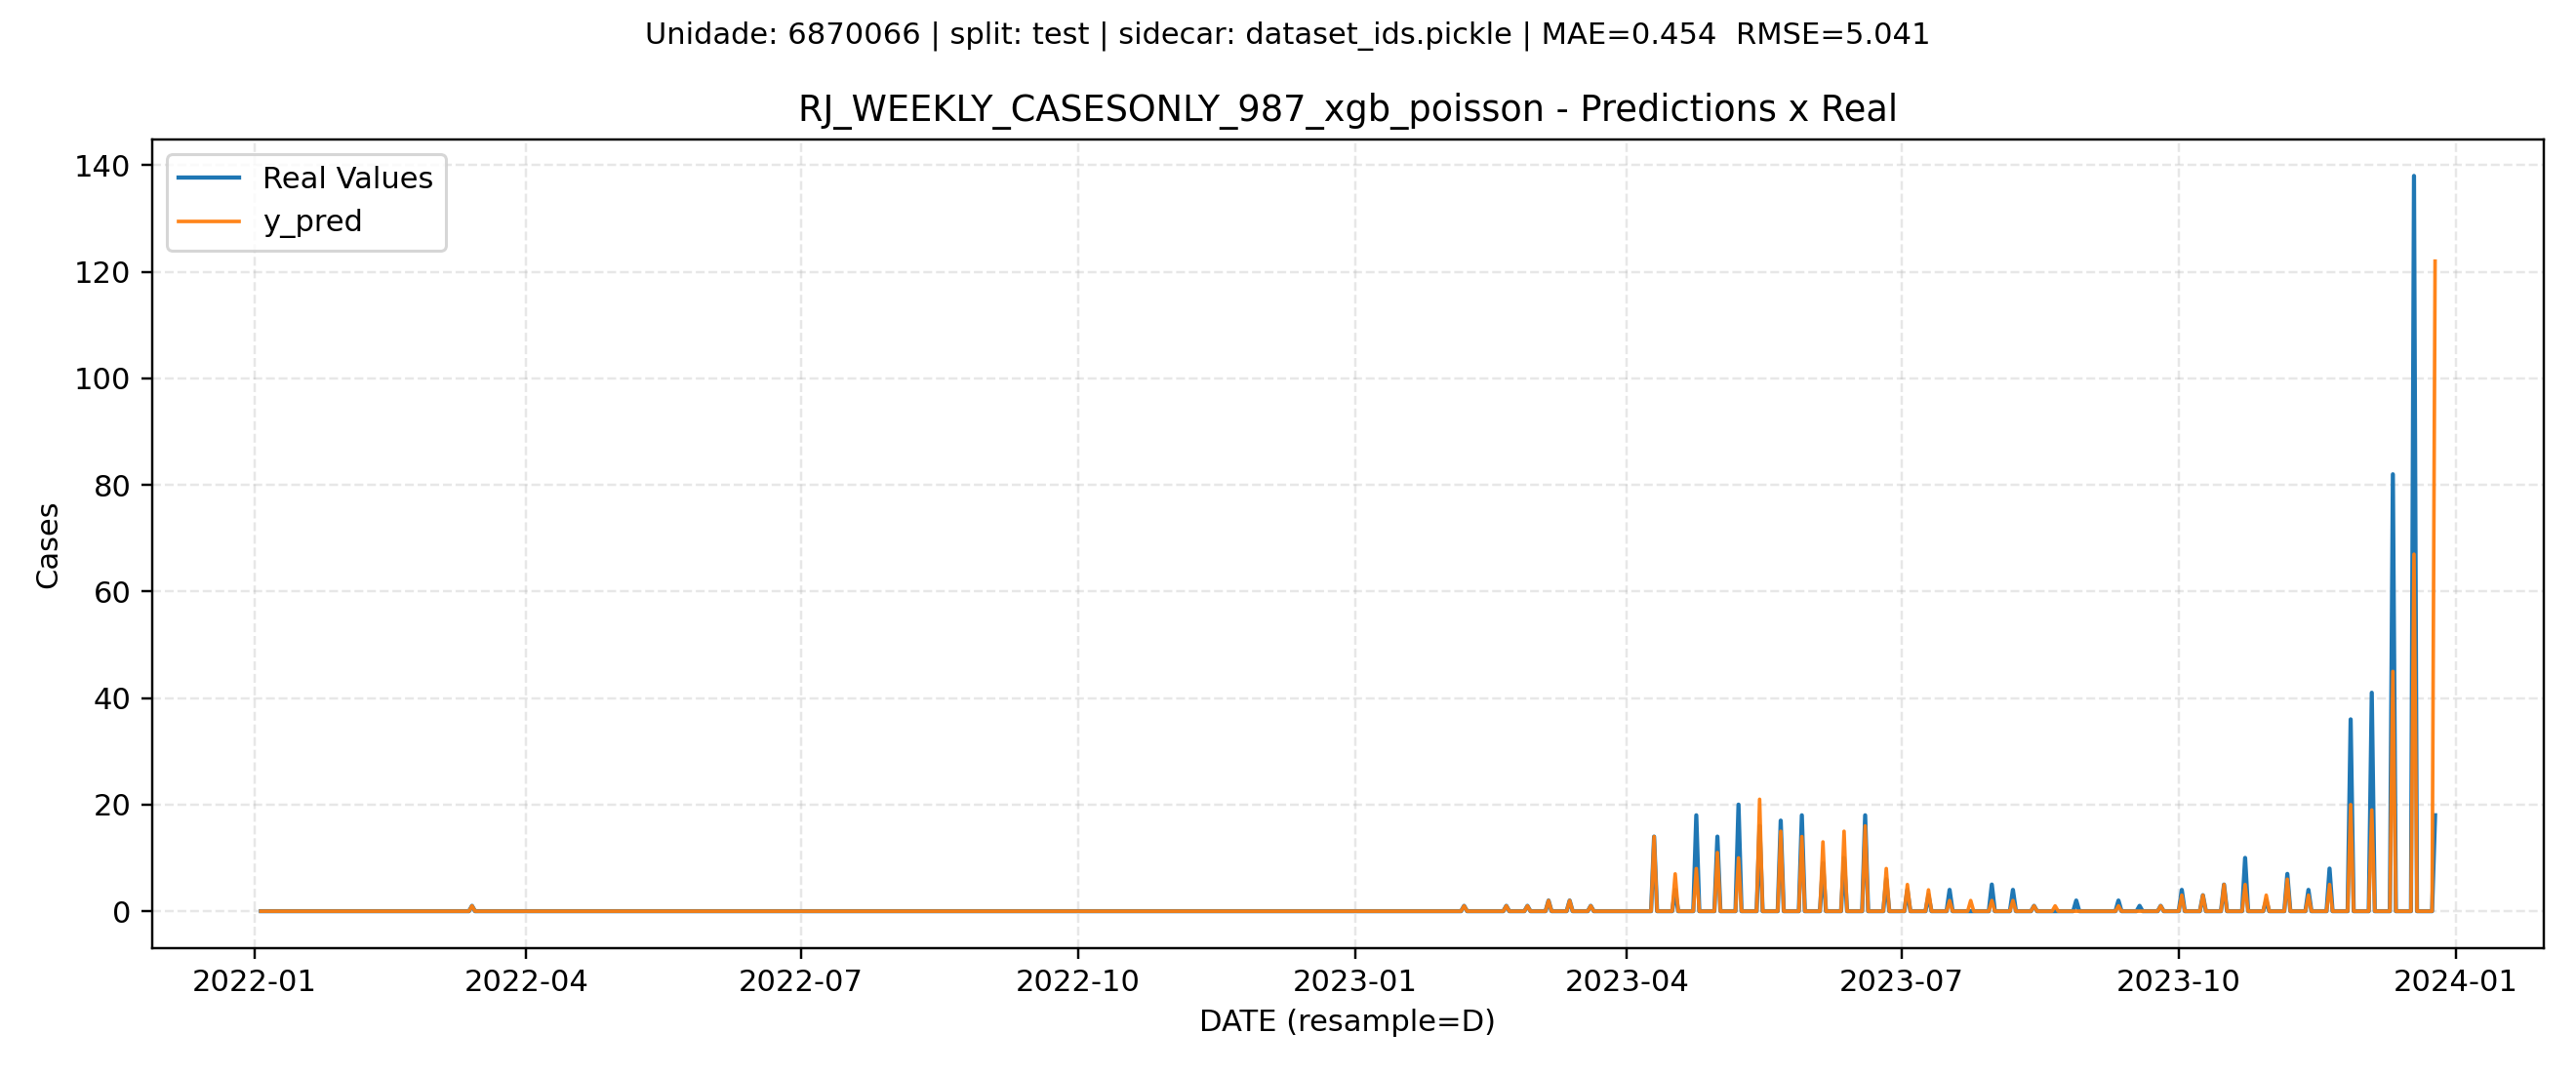 Unidade: 6870066 | split: test | sidecar: dataset_ids.pickle | MAE=0.454  RMSE=5.041
RJ_WEEKLY_CASESONLY_987_xgb_poisson - Predictions x Real
Real Values
y_pred
140
120
100
80
60
40
20
0
Cases
2022-01
2022-04
2022-07
2022-10
2023-01
2023-04
2023-07
2023-10
2024-01
DATE (resample=D)